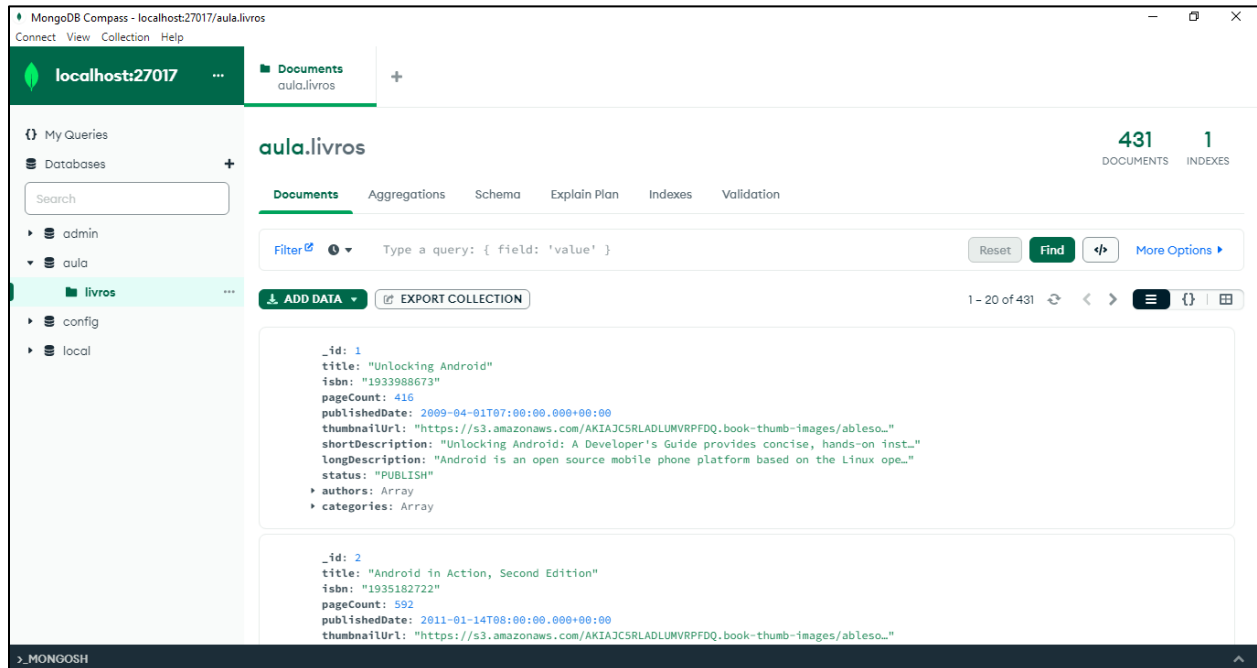 MongoDB Compass - localhost:27017/aula.livros
Connect View Collection Help
localhost:27017 ...
Documents
aula.livros
+
{} My Queries
Databases +
Search
admin
aula
livros ...
config
local
aula.livros
431
DOCUMENTS
1
INDEXES
Documents Aggregations Schema Explain Plan Indexes Validation
Filter Type a query: { field: 'value' } Reset Find </> More Options
ADD DATA EXPORT COLLECTION 1 – 20 of 431 < > {}
_id: 1
title: "Unlocking Android"
isbn: "1933988673"
pageCount: 416
publishedDate: 2009-04-01T07:00:00.000+00:00
thumbnailUrl: "https://s3.amazonaws.com/AKIAJC5RLADLUMVRPFDQ.book-thumb-images/ableso…"
shortDescription: "Unlocking Android: A Developer's Guide provides concise, hands-on inst…"
longDescription: "Android is an open source mobile phone platform based on the Linux ope…"
status: "PUBLISH"
authors: Array
categories: Array
_id: 2
title: "Android in Action, Second Edition"
isbn: "1935182722"
pageCount: 592
publishedDate: 2011-01-14T08:00:00.000+00:00
thumbnailUrl: "https://s3.amazonaws.com/AKIAJC5RLADLUMVRPFDQ.book-thumb-images/ableso…"
>_MONGOSH